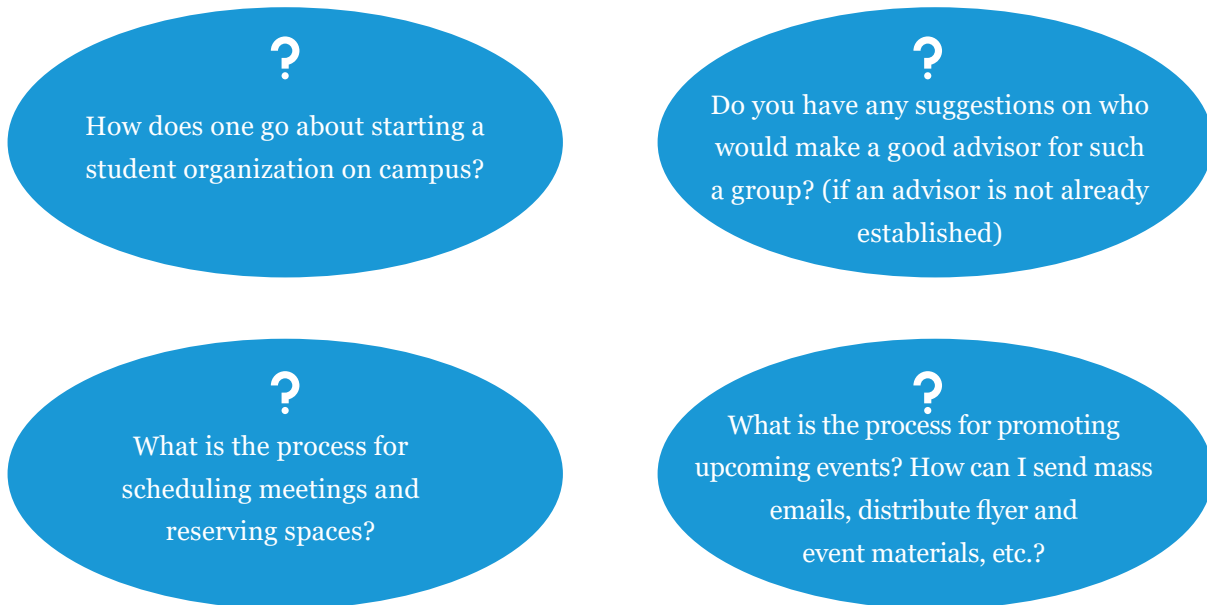 ?
How does one go about starting a
student organization on campus?
?
Do you have any suggestions on who
would make a good advisor for such
a group? (if an advisor is not already
established)
?
What is the process for
scheduling meetings and
reserving spaces?
?
What is the process for promoting
upcoming events? How can I send mass
emails, distribute flyer and
event materials, etc.?